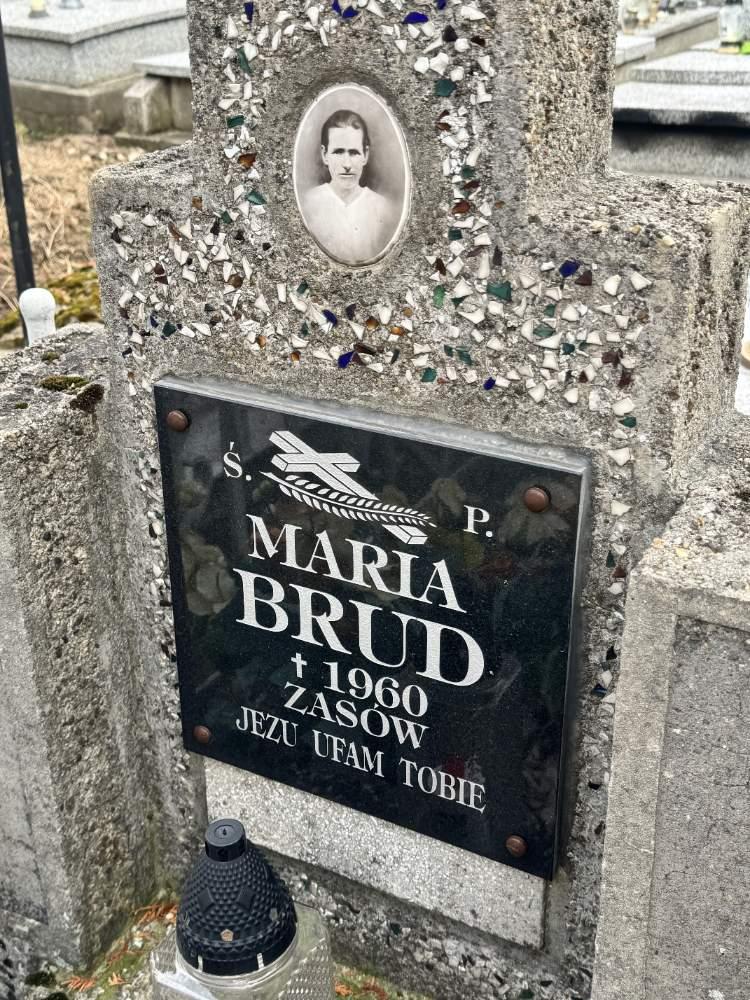 Ś. P.
MARIA
BRUD
✝ 1960
ZASÓW
JEZU UFAM TOBIE